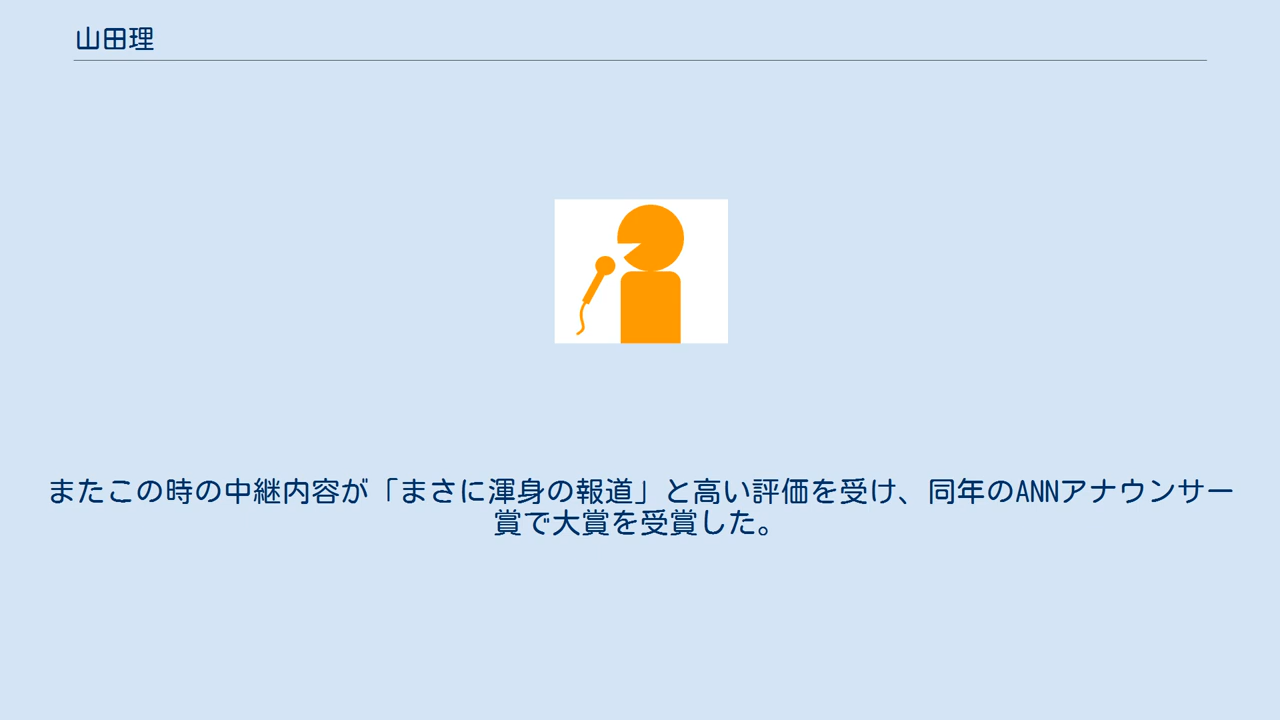 山田理
またこの時の中継内容が「まさに渾身の報道」と高い評価を受け、同年のANNアナウンサー
賞で大賞を受賞した。